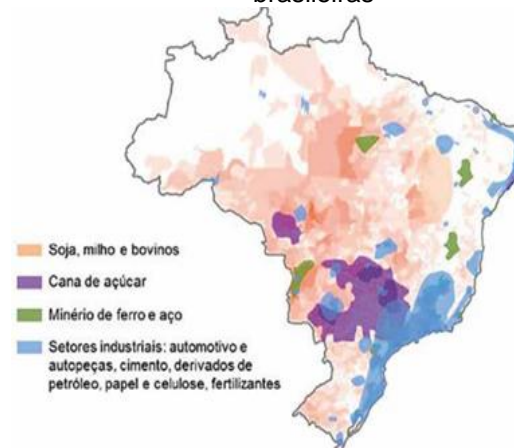 brasileiras
Soja, milho e bovinos
Cana de açúcar
Minério de ferro e aço
Setores industriais: automotivo e
autopeças, cimento, derivados de
petróleo, papel e celulose, fertilizantes